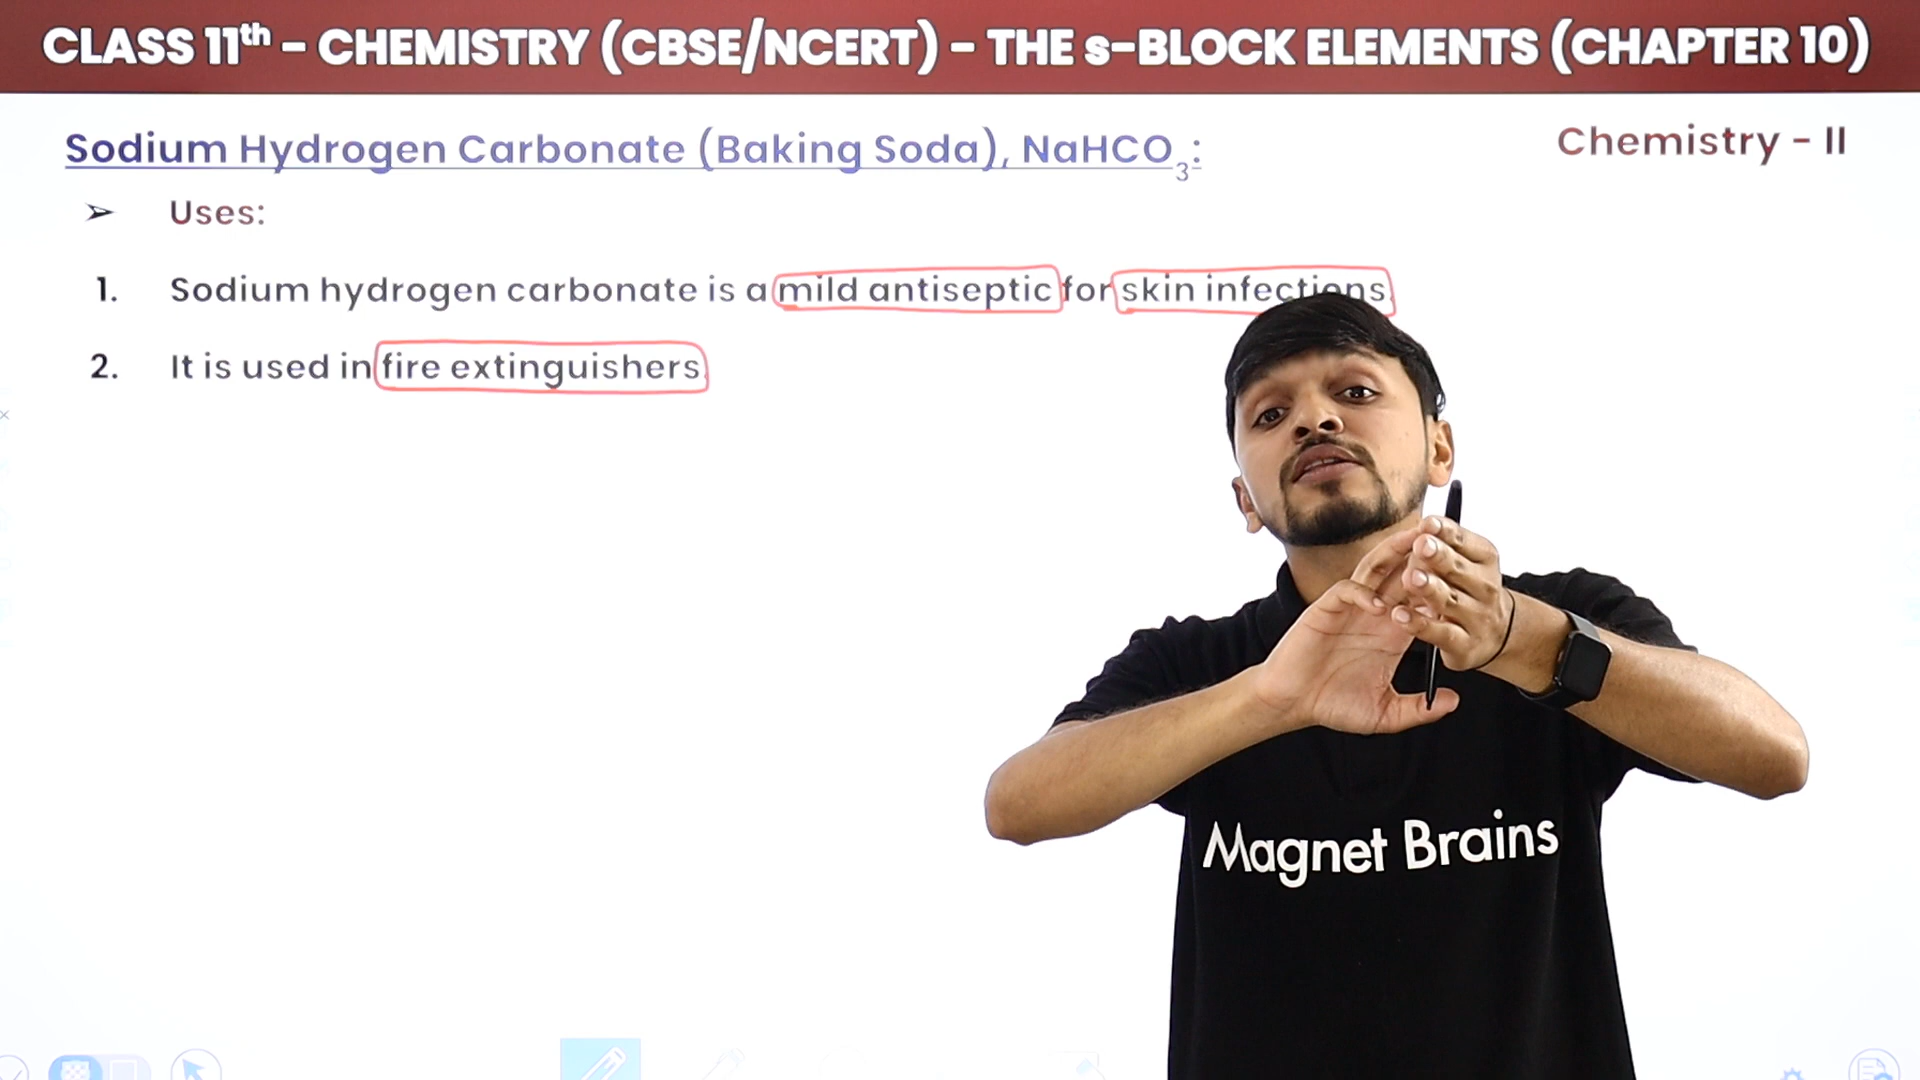 CLASS 11th - CHEMISTRY (CBSE/NCERT) - THE s-BLOCK ELEMENTS (CHAPTER 10)
Sodium Hydrogen Carbonate (Baking Soda), NaHCO3:
Chemistry - II
➢ Uses:
1. Sodium hydrogen carbonate is a mild antiseptic for skin infections.
2. It is used in fire extinguishers.
Magnet Brains